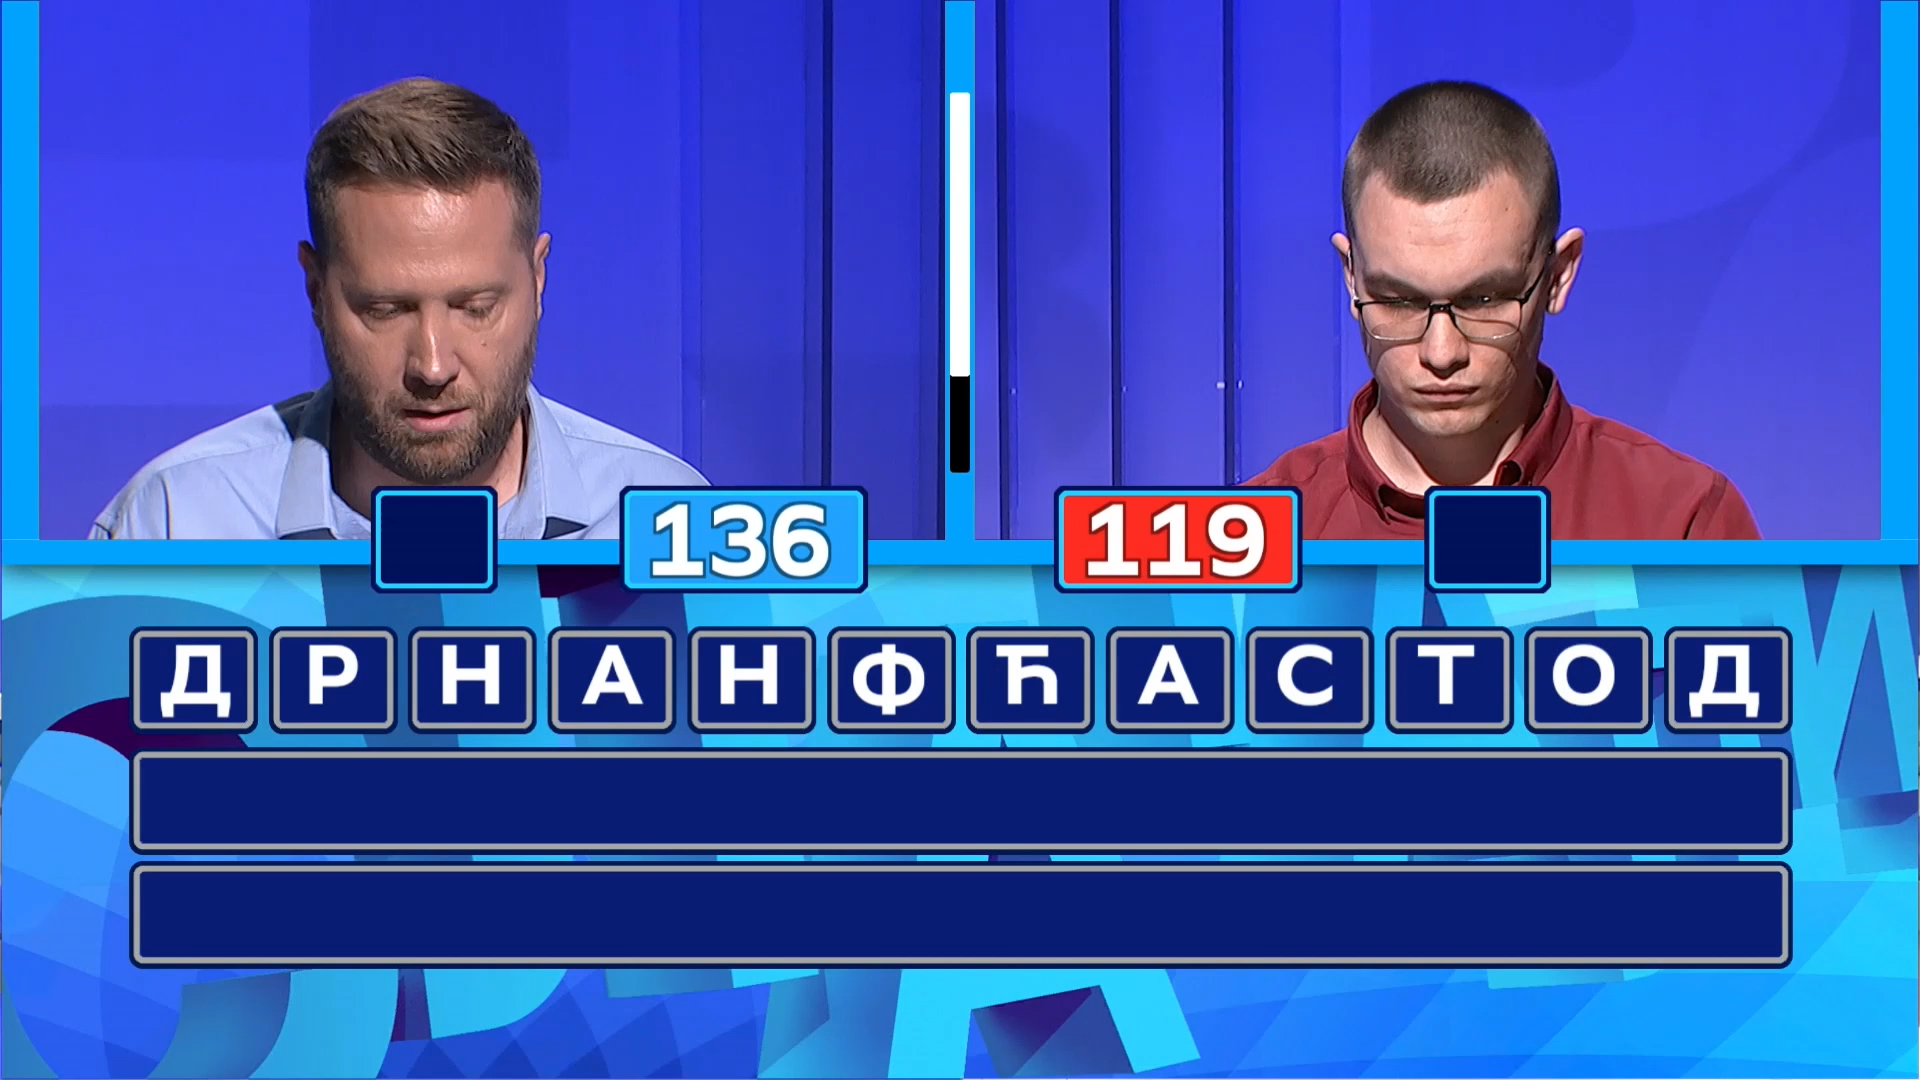 136 119
Д Р Н А Н Ф Ћ А С Т О Д